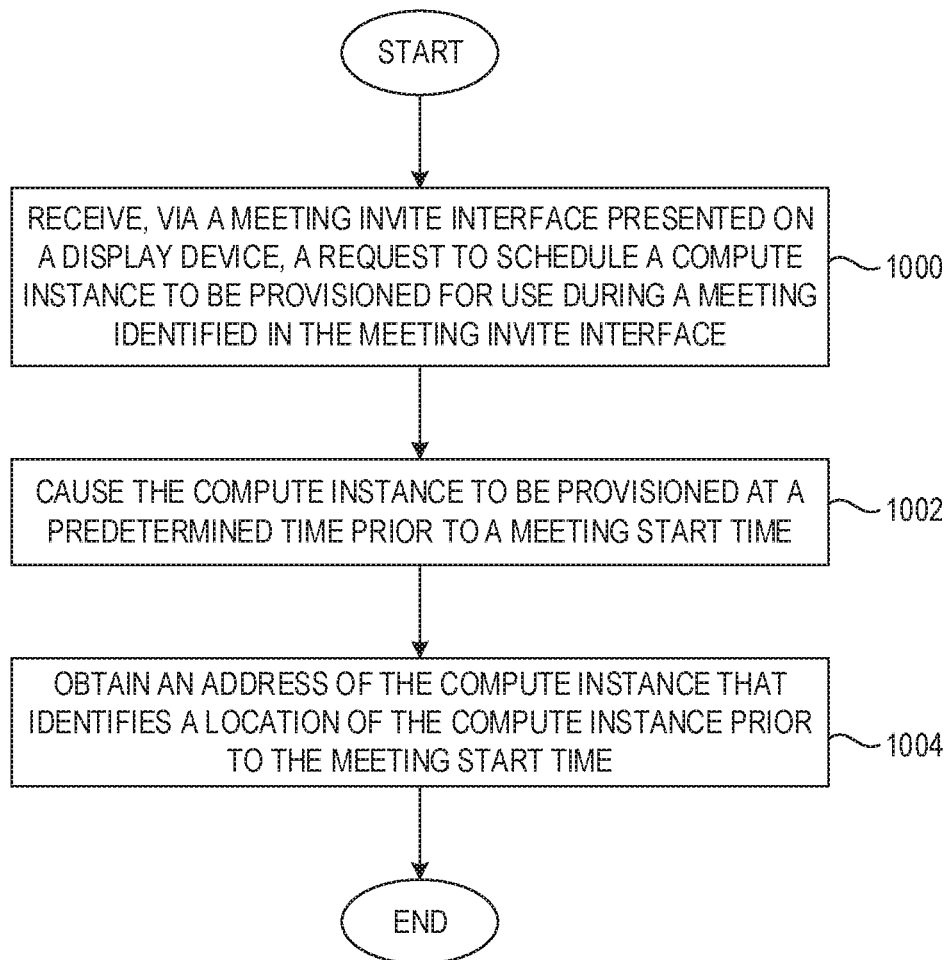 START
RECEIVE, VIA A MEETING INVITE INTERFACE PRESENTED ON
A DISPLAY DEVICE, A REQUEST TO SCHEDULE A COMPUTE
INSTANCE TO BE PROVISIONED FOR USE DURING A MEETING
IDENTIFIED IN THE MEETING INVITE INTERFACE
1000
CAUSE THE COMPUTE INSTANCE TO BE PROVISIONED AT A
PREDETERMINED TIME PRIOR TO A MEETING START TIME
1002
OBTAIN AN ADDRESS OF THE COMPUTE INSTANCE THAT
IDENTIFIES A LOCATION OF THE COMPUTE INSTANCE PRIOR
TO THE MEETING START TIME
1004
END